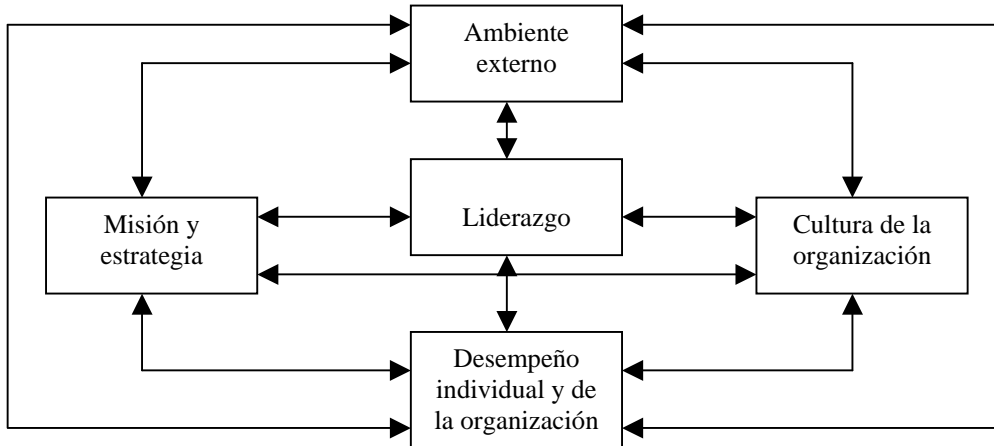 Ambiente
externo
Liderazgo
Misión y
estrategia
Cultura de la
organización
Desempeño
individual y de
la organización